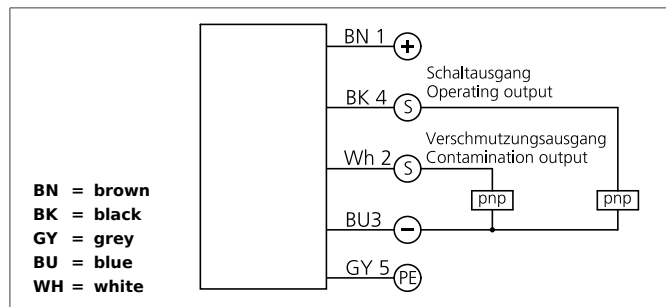 BN 1 +
BK 4 S
Schaltausgang
Operating output
Wh 2 S
Verschmutzungsausgang
Contamination output
pnp pnp
BU3 −
GY 5 PE
BN = brown
BK = black
GY = grey
BU = blue
WH = white